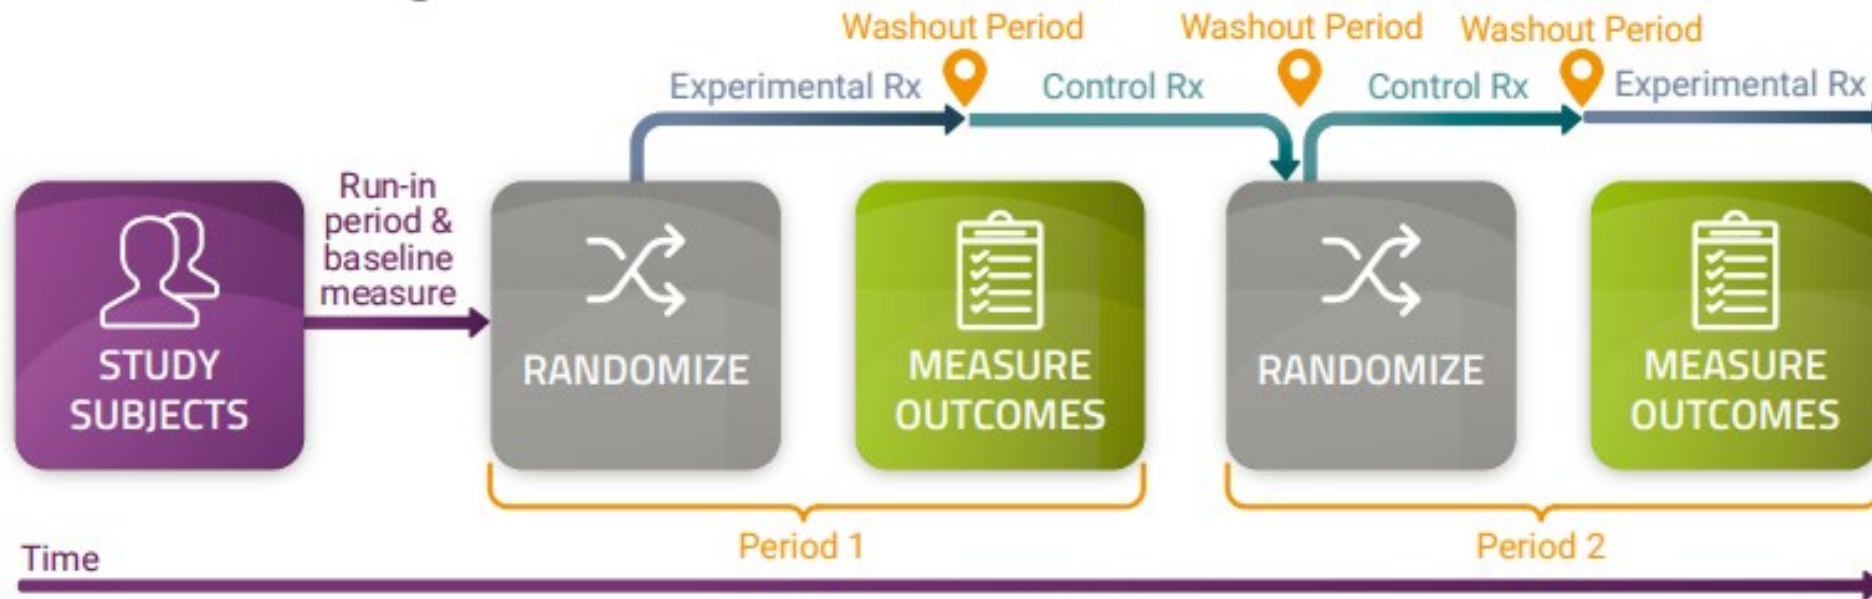 Washout Period
Washout Period
Washout Period
Experimental Rx
Control Rx
Control Rx
Experimental Rx
Run-in
period &
baseline
measure
STUDY
SUBJECTS
RANDOMIZE
MEASURE
OUTCOMES
RANDOMIZE
MEASURE
OUTCOMES
Period 1
Period 2
Time